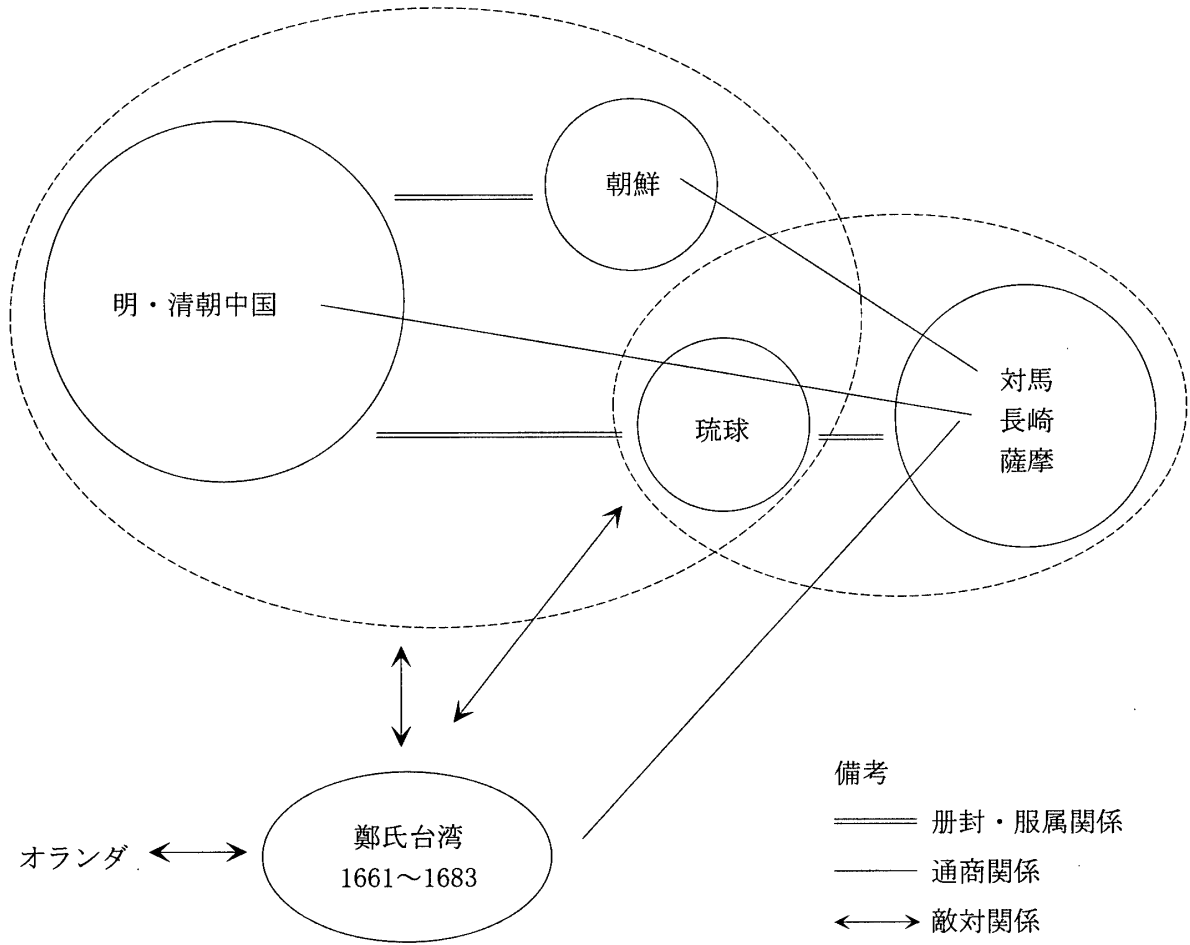 朝鮮
明・清朝中国
琉球
対馬
長崎
薩摩
鄭氏台湾
1661～1683
オランダ
備考
册封・服属関係
通商関係
敵対関係